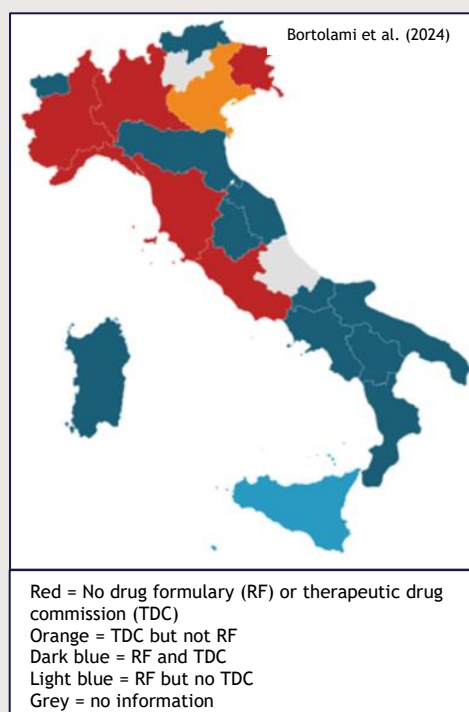 Bortolami et al. (2024)
Red = No drug formulary (RF) or therapeutic drug
commission (TDC)
Orange = TDC but not RF
Dark blue = RF and TDC
Light blue = RF but no TDC
Grey = no information